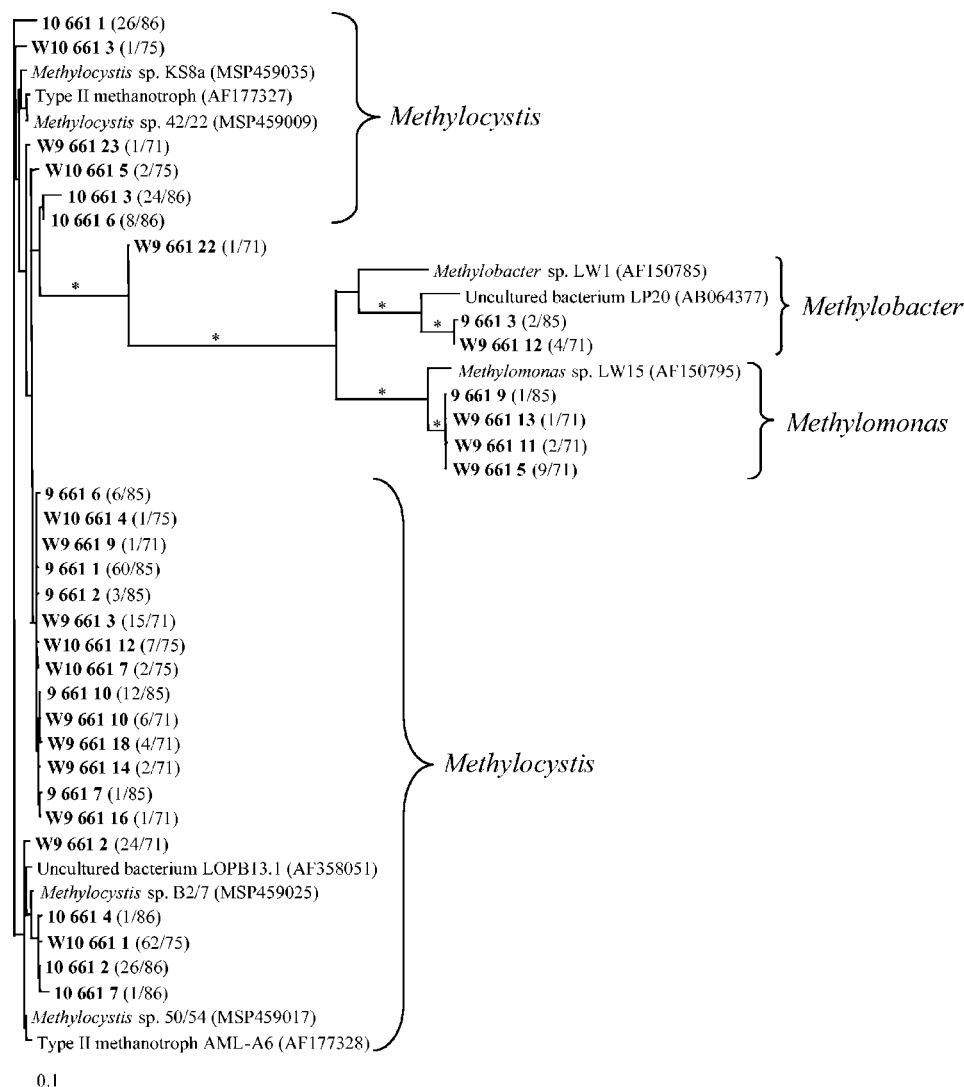 10 661 1 (26/86)
W10 661 3 (1/75)
Methylocystis sp. KS8a (MSP459035)
Type II methanotroph (AF177327)
Methylocystis
Methylocystis sp. 42/22 (MSP459009)
W9 661 23 (1/71)
W10 661 5 (2/75)
10 661 3 (24/86)
10 661 6 (8/86)
W9 661 22 (1/71)
*
Methylobacter sp. LW1 (AF150785)
*
Uncultured bacterium LP20 (AB064377)
Methylobacter
*
9 661 3 (2/85)
*
W9 661 12 (4/71)
Methylomonas sp. LW15 (AF150795)
*
9 661 9 (1/85)
W9 661 13 (1/71)
Methylomonas
*
W9 661 11 (2/71)
W9 661 5 (9/71)
9 661 6 (6/85)
W10 661 4 (1/75)
W9 661 9 (1/71)
9 661 1 (60/85)
9 661 2 (3/85)
W9 661 3 (15/71)
W10 661 12 (7/75)
W10 661 7 (2/75)
9 661 10 (12/85)
W9 661 10 (6/71)
W9 661 18 (4/71)
W9 661 14 (2/71)
Methylocystis
9 661 7 (1/85)
W9 661 16 (1/71)
W9 661 2 (24/71)
Uncultured bacterium LOPB13.1 (AF358051)
Methylocystis sp. B2/7 (MSP459025)
10 661 4 (1/86)
W10 661 1 (62/75)
10 661 2 (26/86)
10 661 7 (1/86)
Methylocystis sp. 50/54 (MSP459017)
Type II methanotroph AML-A6 (AF177328)
0.1